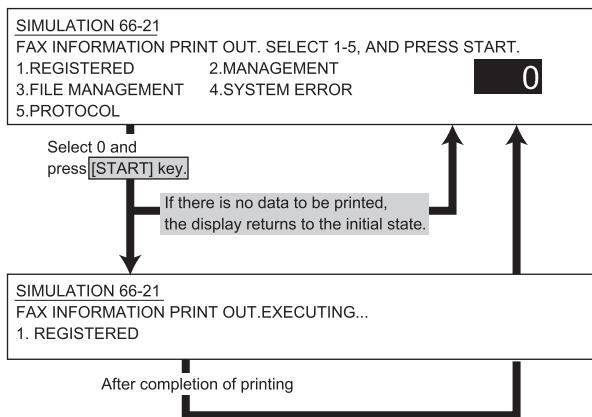 SIMULATION 66-21
FAX INFORMATION PRINT OUT. SELECT 1-5, AND PRESS START.
1.REGISTERED 2.MANAGEMENT
3.FILE MANAGEMENT 4.SYSTEM ERROR
5.PROTOCOL
0
Select 0 and
press [START] key.
If there is no data to be printed,
the display returns to the initial state.
SIMULATION 66-21
FAX INFORMATION PRINT OUT.EXECUTING...
1. REGISTERED
After completion of printing